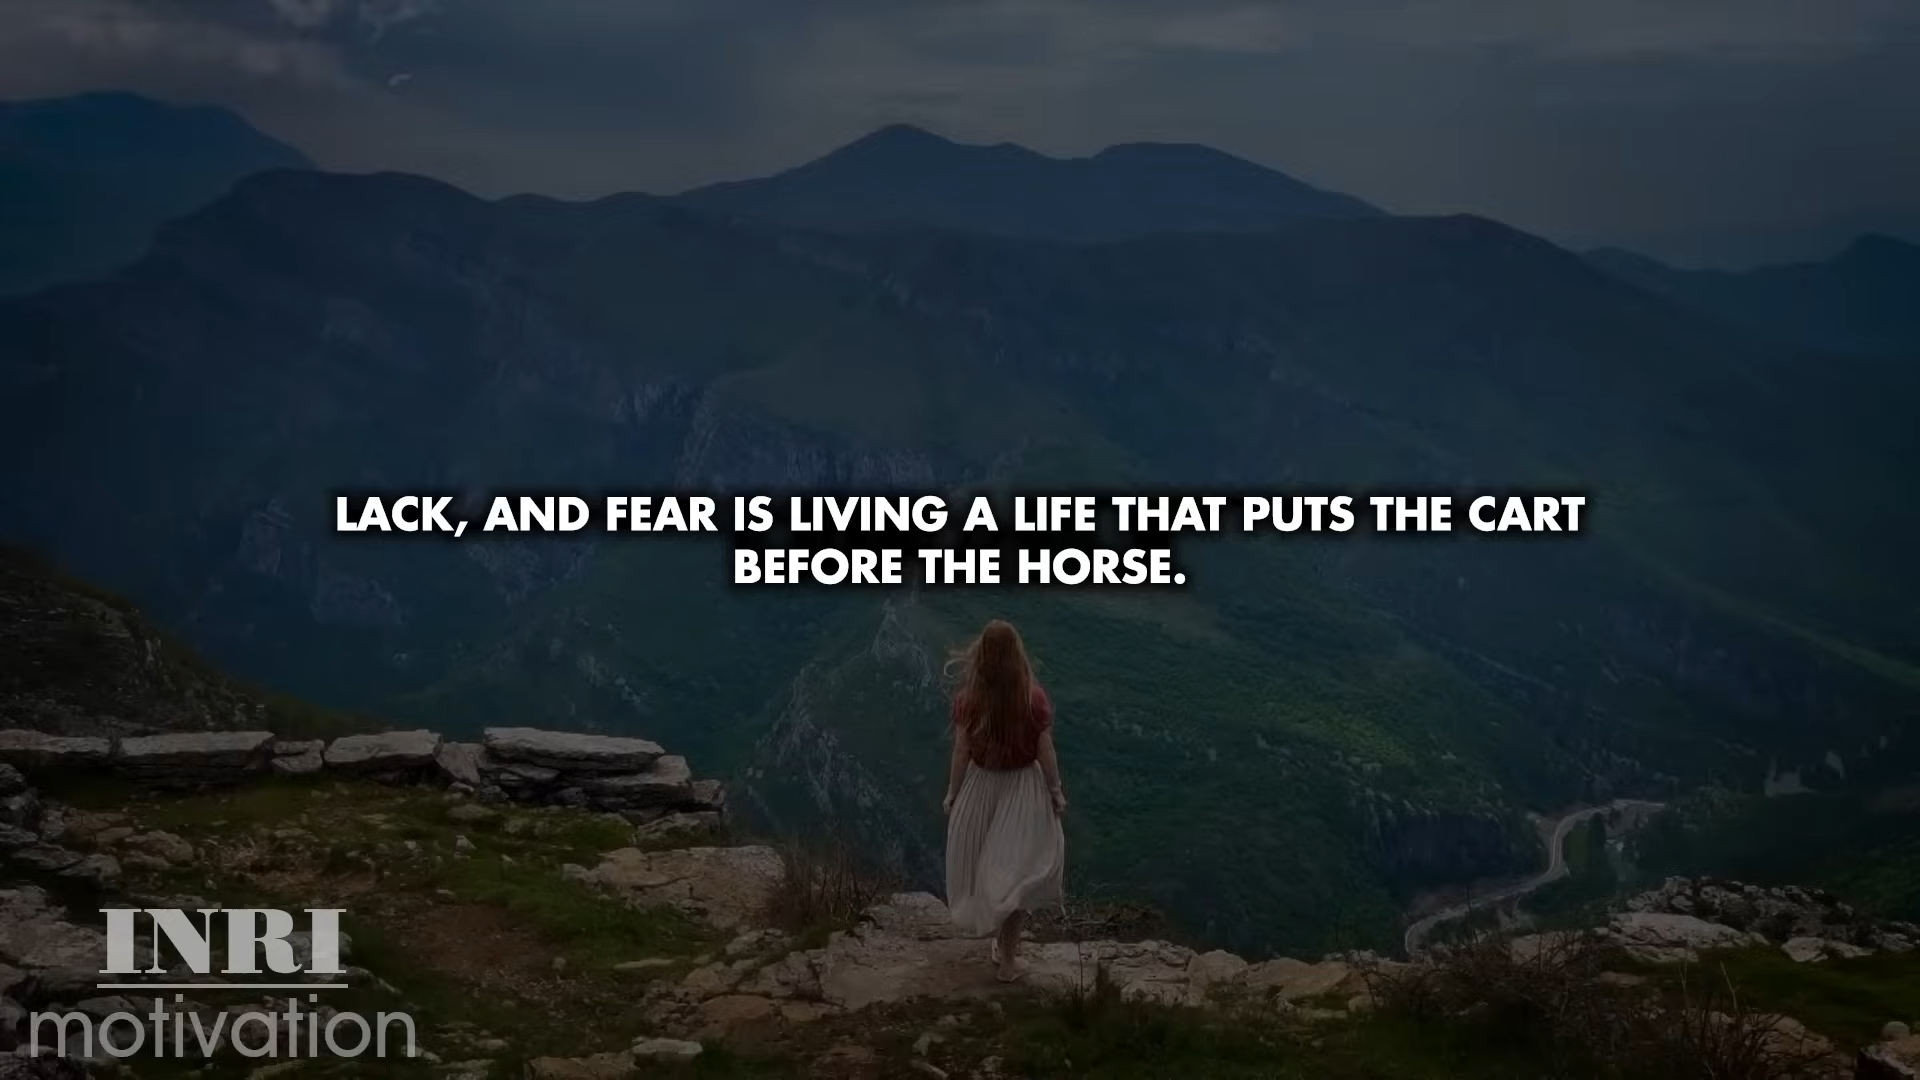 LACK, AND FEAR IS LIVING A LIFE THAT PUTS THE CART
BEFORE THE HORSE.
INRI
motivation